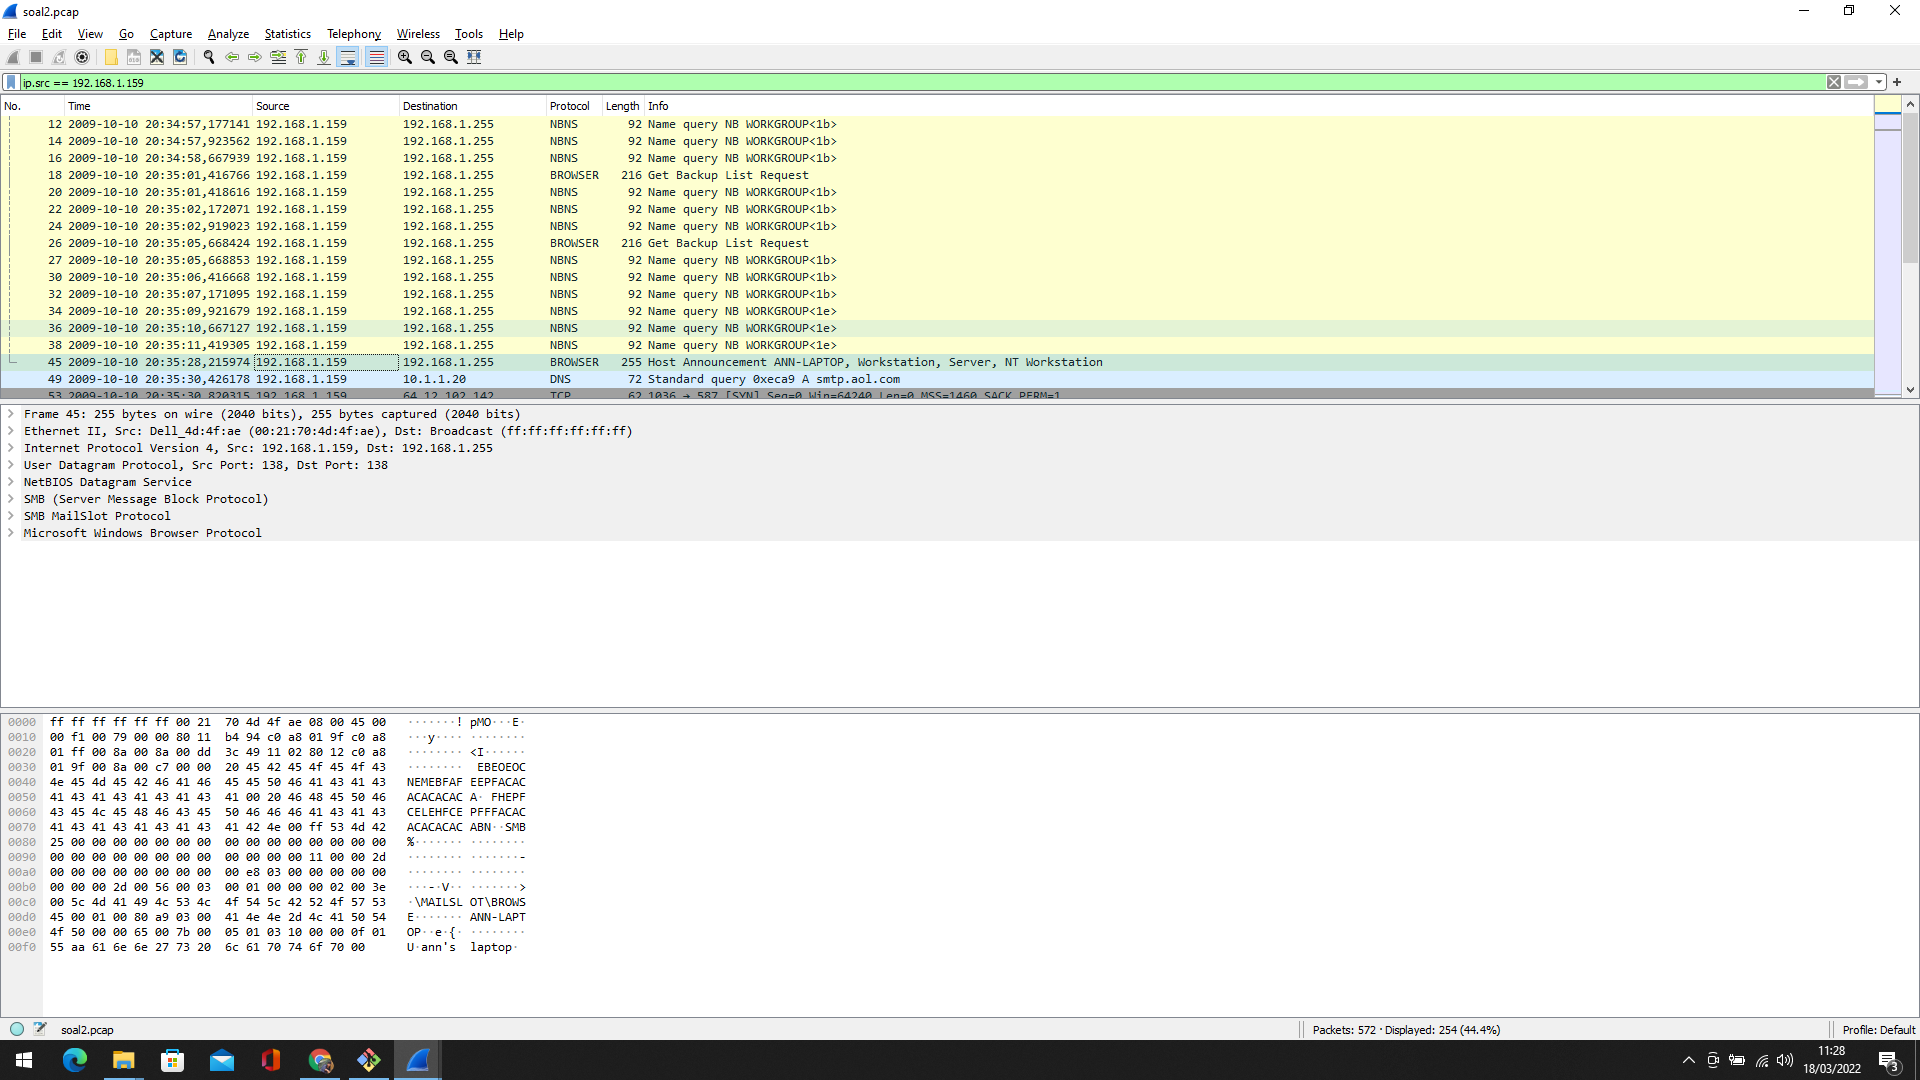 soal2.pcap
File Edit View Go Capture Analyze Statistics Telephony Wireless Tools Help
ip.src == 192.168.1.159
No. Time Source Destination Protocol Length Info
12 2009-10-10 20:34:57,177141 192.168.1.159 192.168.1.255 NBNS 92 Name query NB WORKGROUP<1b>
14 2009-10-10 20:34:57,923562 192.168.1.159 192.168.1.255 NBNS 92 Name query NB WORKGROUP<1b>
16 2009-10-10 20:34:58,667939 192.168.1.159 192.168.1.255 NBNS 92 Name query NB WORKGROUP<1b>
18 2009-10-10 20:35:01,416766 192.168.1.159 192.168.1.255 BROWSER 216 Get Backup List Request
20 2009-10-10 20:35:01,418616 192.168.1.159 192.168.1.255 NBNS 92 Name query NB WORKGROUP<1b>
22 2009-10-10 20:35:02,172071 192.168.1.159 192.168.1.255 NBNS 92 Name query NB WORKGROUP<1b>
24 2009-10-10 20:35:02,919023 192.168.1.159 192.168.1.255 NBNS 92 Name query NB WORKGROUP<1b>
26 2009-10-10 20:35:05,668424 192.168.1.159 192.168.1.255 BROWSER 216 Get Backup List Request
27 2009-10-10 20:35:05,668853 192.168.1.159 192.168.1.255 NBNS 92 Name query NB WORKGROUP<1b>
30 2009-10-10 20:35:06,416668 192.168.1.159 192.168.1.255 NBNS 92 Name query NB WORKGROUP<1b>
32 2009-10-10 20:35:07,171095 192.168.1.159 192.168.1.255 NBNS 92 Name query NB WORKGROUP<1b>
34 2009-10-10 20:35:09,921679 192.168.1.159 192.168.1.255 NBNS 92 Name query NB WORKGROUP<1e>
36 2009-10-10 20:35:10,667127 192.168.1.159 192.168.1.255 NBNS 92 Name query NB WORKGROUP<1e>
38 2009-10-10 20:35:11,419305 192.168.1.159 192.168.1.255 NBNS 92 Name query NB WORKGROUP<1e>
45 2009-10-10 20:35:28,215974 192.168.1.159 192.168.1.255 BROWSER 255 Host Announcement ANN-LAPTOP, Workstation, Server, NT Workstation
49 2009-10-10 20:35:30,426178 192.168.1.159 10.1.1.20 DNS 72 Standard query 0xeca9 A smtp.aol.com
53 2009-10-10 20:35:30,820315 192.168.1.159 64.12.102.142 TCP 62 1036 → 587 [SYN] Seq=0 Win=64240 Len=0 MSS=1460 SACK_PERM=1
Frame 45: 255 bytes on wire (2040 bits), 255 bytes captured (2040 bits)
Ethernet II, Src: Dell_4d:4f:ae (00:21:70:4d:4f:ae), Dst: Broadcast (ff:ff:ff:ff:ff:ff)
Internet Protocol Version 4, Src: 192.168.1.159, Dst: 192.168.1.255
User Datagram Protocol, Src Port: 138, Dst Port: 138
NetBIOS Datagram Service
SMB (Server Message Block Protocol)
SMB MailSlot Protocol
Microsoft Windows Browser Protocol
0000 ff ff ff ff ff ff 00 21 70 4d 4f ae 08 00 45 00 ·······! pMO···E·
0010 00 f1 00 79 00 00 80 11 b4 94 c0 a8 01 9f c0 a8 ···y···· ········
0020 01 ff 00 8a 00 8a 00 dd 3c 49 11 02 80 12 c0 a8 ········ <I······
0030 01 9f 00 8a 00 c7 00 00 20 45 42 45 4f 45 4f 43 ········ EBEOEOC
0040 4e 45 4d 45 42 46 41 46 45 45 50 46 41 43 41 43 NEMEBFAF EEPFACAC
0050 41 43 41 43 41 43 41 43 41 00 20 46 48 45 50 46 ACACACAC A· FHEPF
0060 43 45 4c 45 48 46 43 45 50 46 46 46 41 43 41 43 CELEHFCE PFFFACAC
0070 41 43 41 43 41 43 41 43 41 42 4e 00 ff 53 4d 42 ACACACAC ABN··SMB
0080 25 00 00 00 00 00 00 00 00 00 00 00 00 00 00 00 %······· ········
0090 00 00 00 00 00 00 00 00 00 00 00 00 11 00 00 2d ········ ·······-
00a0 00 00 00 00 00 00 00 00 00 e8 03 00 00 00 00 00 ········ ········
00b0 00 00 00 2d 00 56 00 03 00 01 00 00 00 02 00 3e ···-·V·· ·······>
00c0 00 5c 4d 41 49 4c 53 4c 4f 54 5c 42 52 4f 57 53 ·\MAILSL OT\BROWS
00d0 45 00 01 00 80 a9 03 00 41 4e 4e 2d 4c 41 50 54 E······· ANN-LAPT
00e0 4f 50 00 00 65 00 7b 00 05 01 03 10 00 00 0f 01 OP··e·{· ········
00f0 55 aa 61 6e 6e 27 73 20 6c 61 70 74 6f 70 00 U·ann's laptop·
soal2.pcap Packets: 572 · Displayed: 254 (44.4%) Profile: Default
11:28
18/03/2022
3